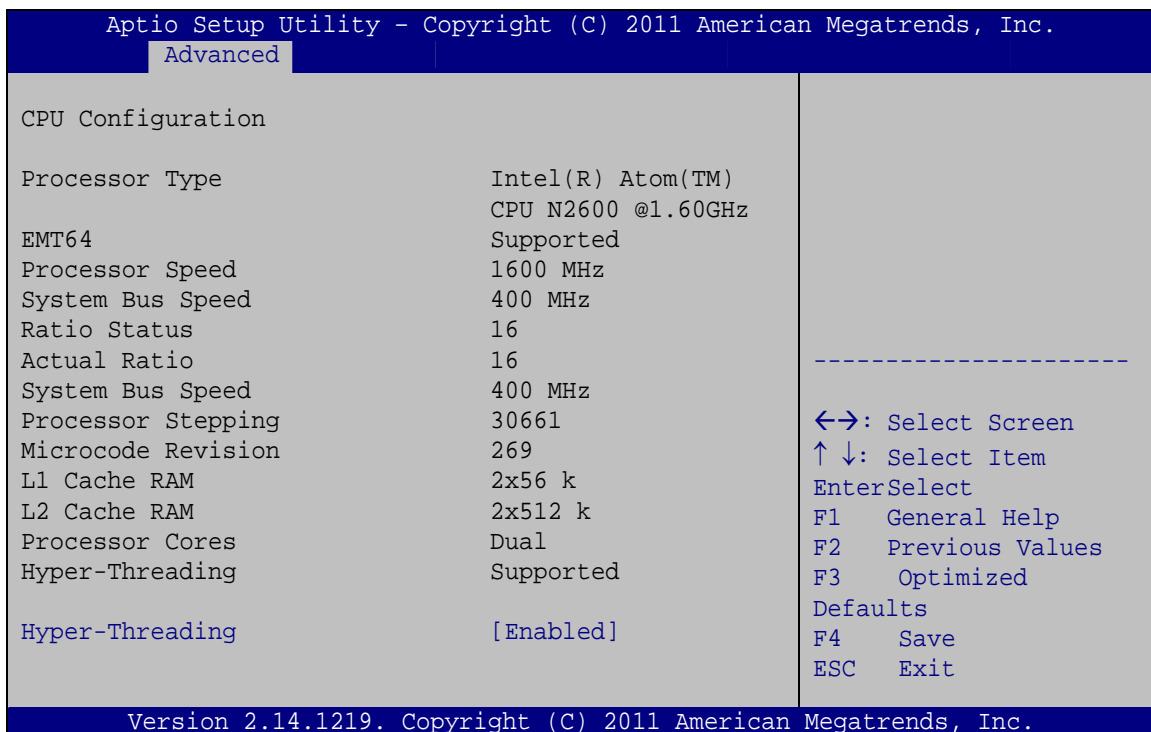 Aptio Setup Utility – Copyright (C) 2011 American Megatrends, Inc.
Advanced
CPU Configuration
Processor Type Intel(R) Atom(TM)
CPU N2600 @1.60GHz
EMT64 Supported
Processor Speed 1600 MHz
System Bus Speed 400 MHz
Ratio Status 16
Actual Ratio 16
System Bus Speed 400 MHz
Processor Stepping 30661
Microcode Revision 269
L1 Cache RAM 2x56 k
L2 Cache RAM 2x512 k
Processor Cores Dual
Hyper-Threading Supported
Hyper-Threading [Enabled]
----------------------
←→: Select Screen
↑ ↓: Select Item
EnterSelect
F1 General Help
F2 Previous Values
F3 Optimized
Defaults
F4 Save
ESC Exit
Version 2.14.1219. Copyright (C) 2011 American Megatrends, Inc.